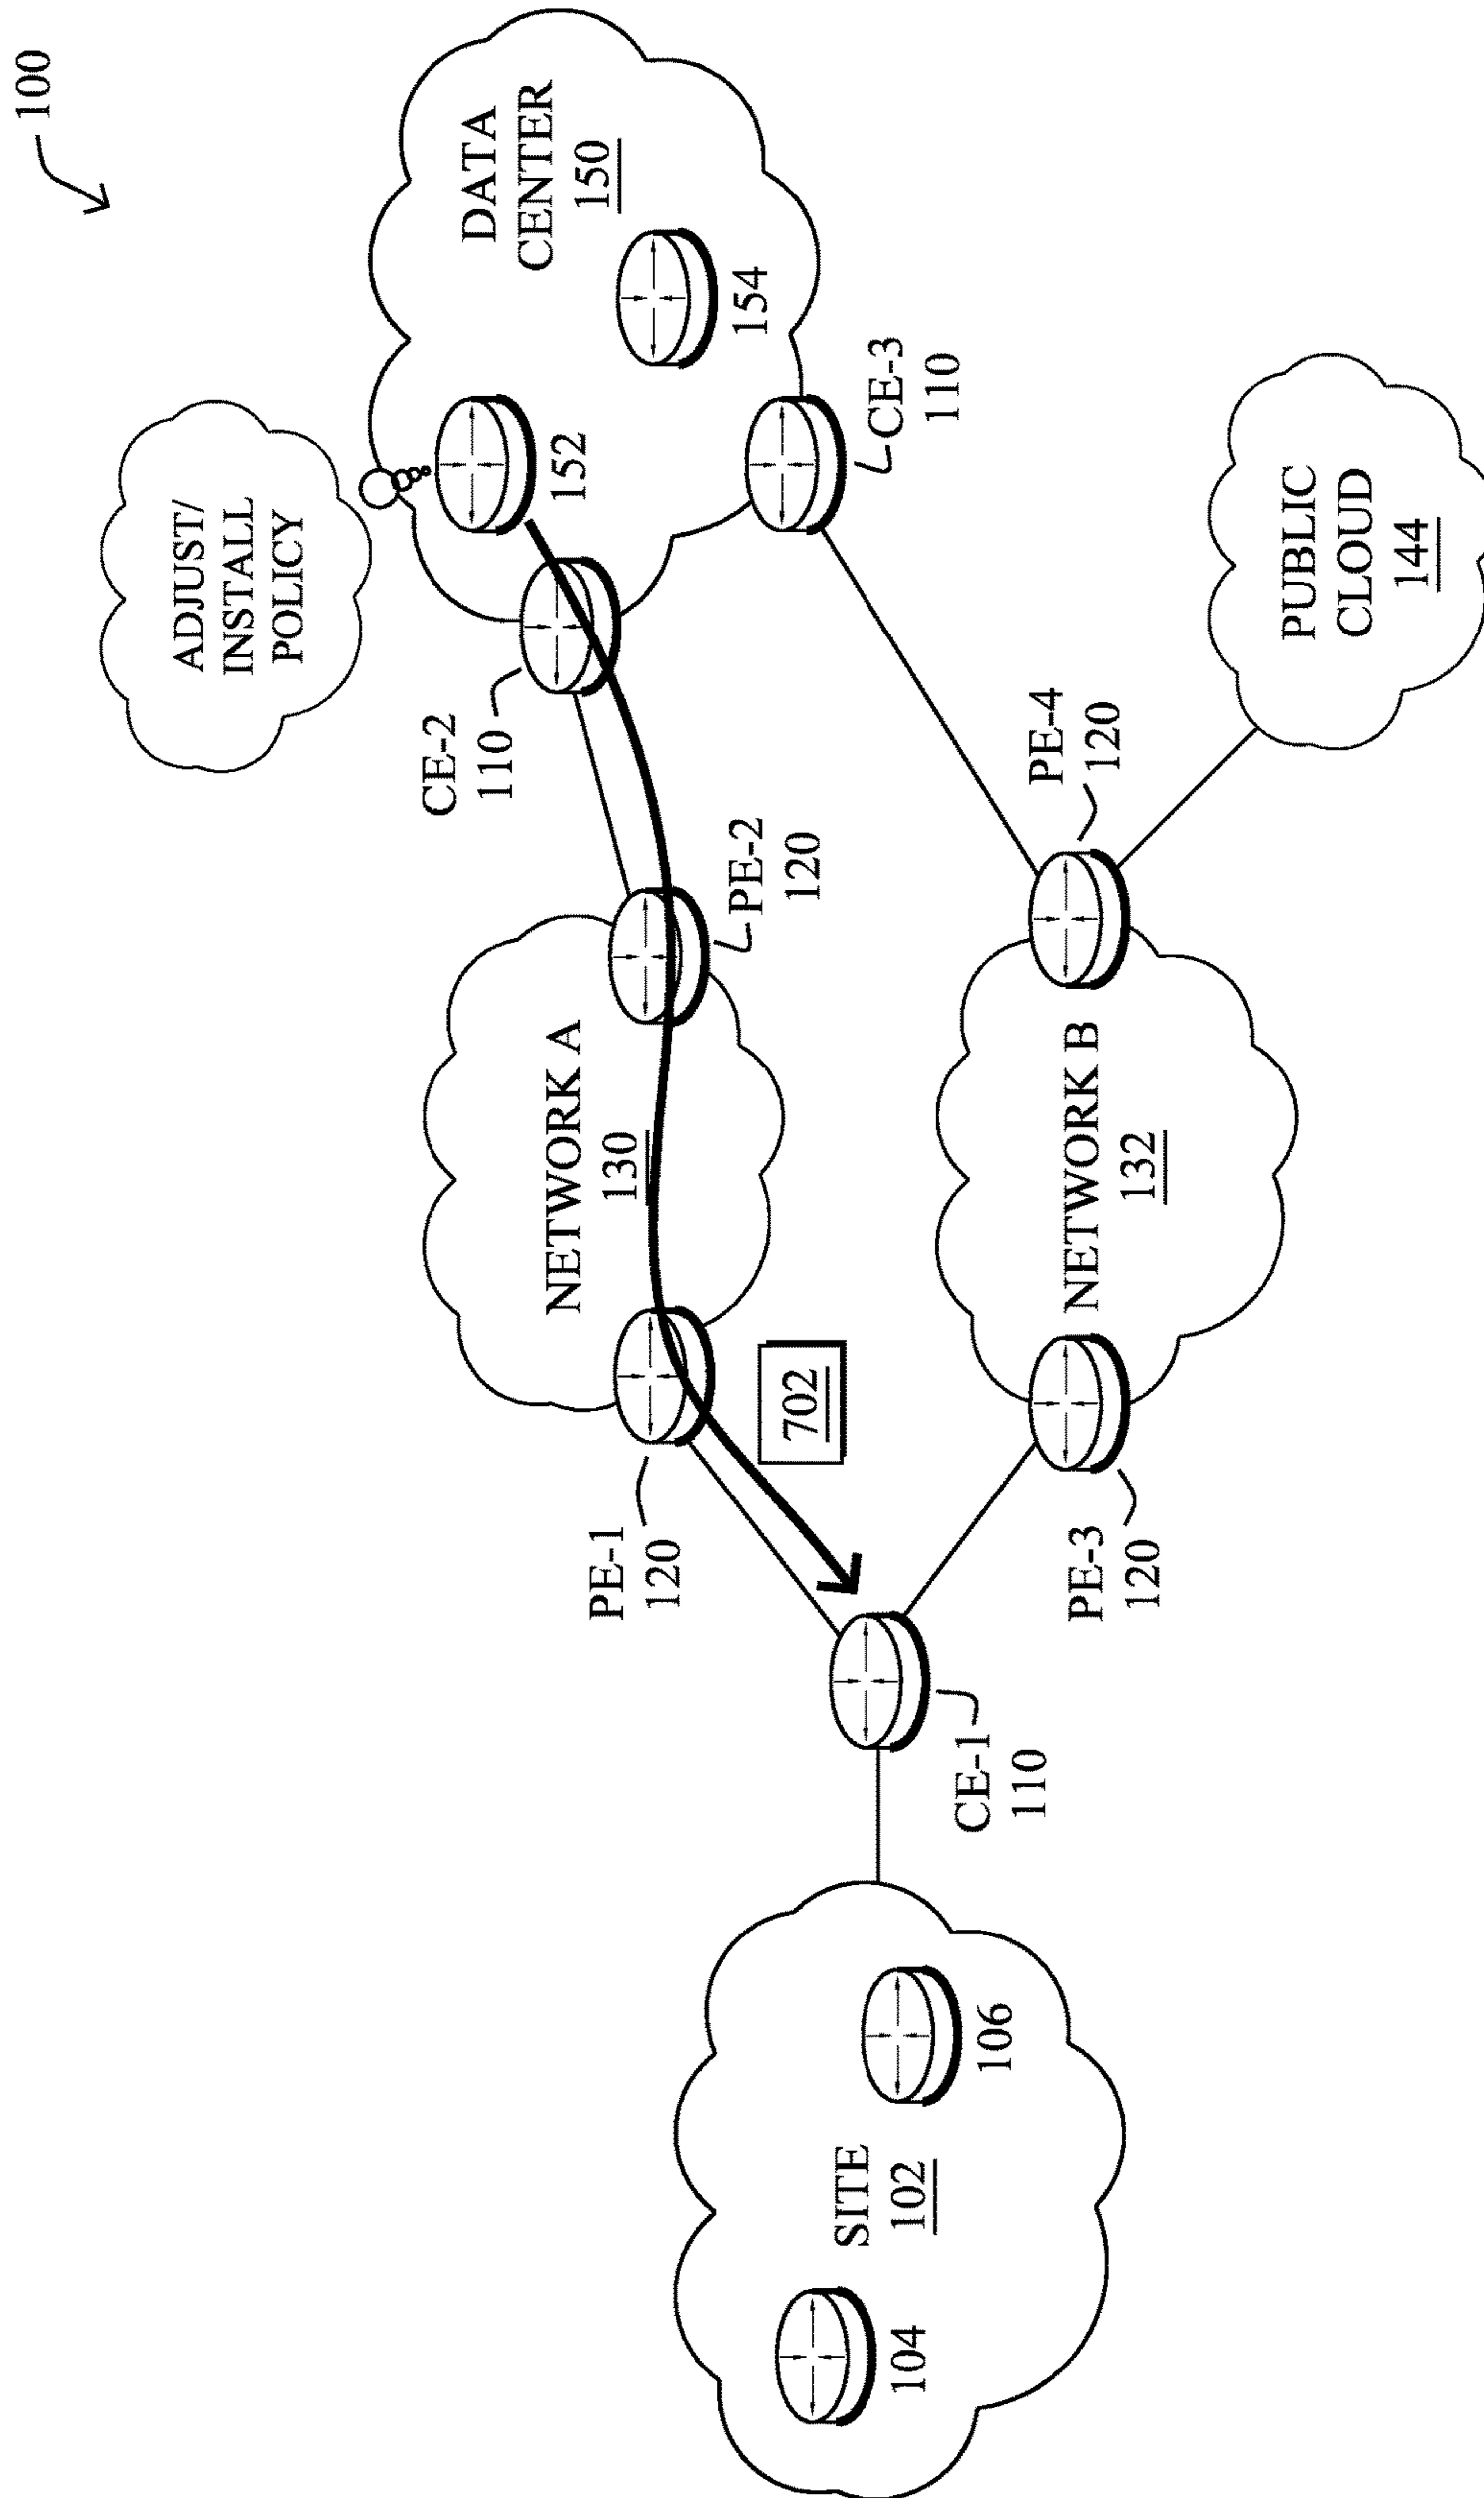 100
ADJUST/
INSTALL
POLICY
DATA
CENTER
150
152
154
CE-2
110
CE-3
110
NETWORK A
130
PE-1
120
PE-2
120
702
SITE
102
104
106
CE-1
110
NETWORK B
132
PE-3
120
PE-4
120
PUBLIC
CLOUD
144